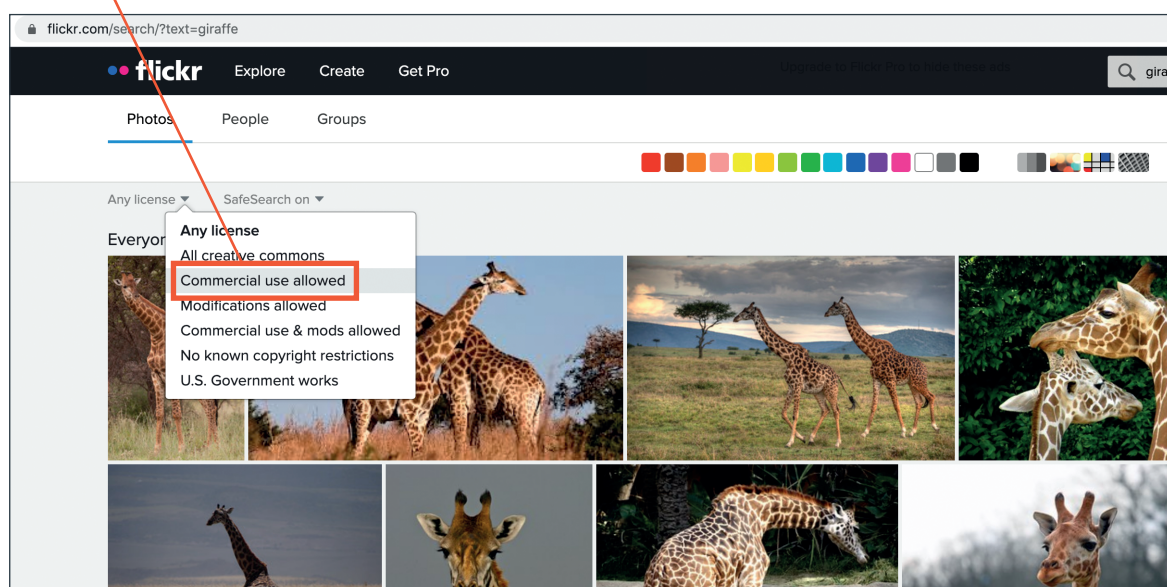 flickr.com/search/?text=giraffe
flickr Explore Create Get Pro Upgrade to Flickr Pro to hide these ads gira
Photos People Groups
Any license SafeSearch on
Any license
Everyon
All creative commons
Commercial use allowed
Modifications allowed
Commercial use & mods allowed
No known copyright restrictions
U.S. Government works